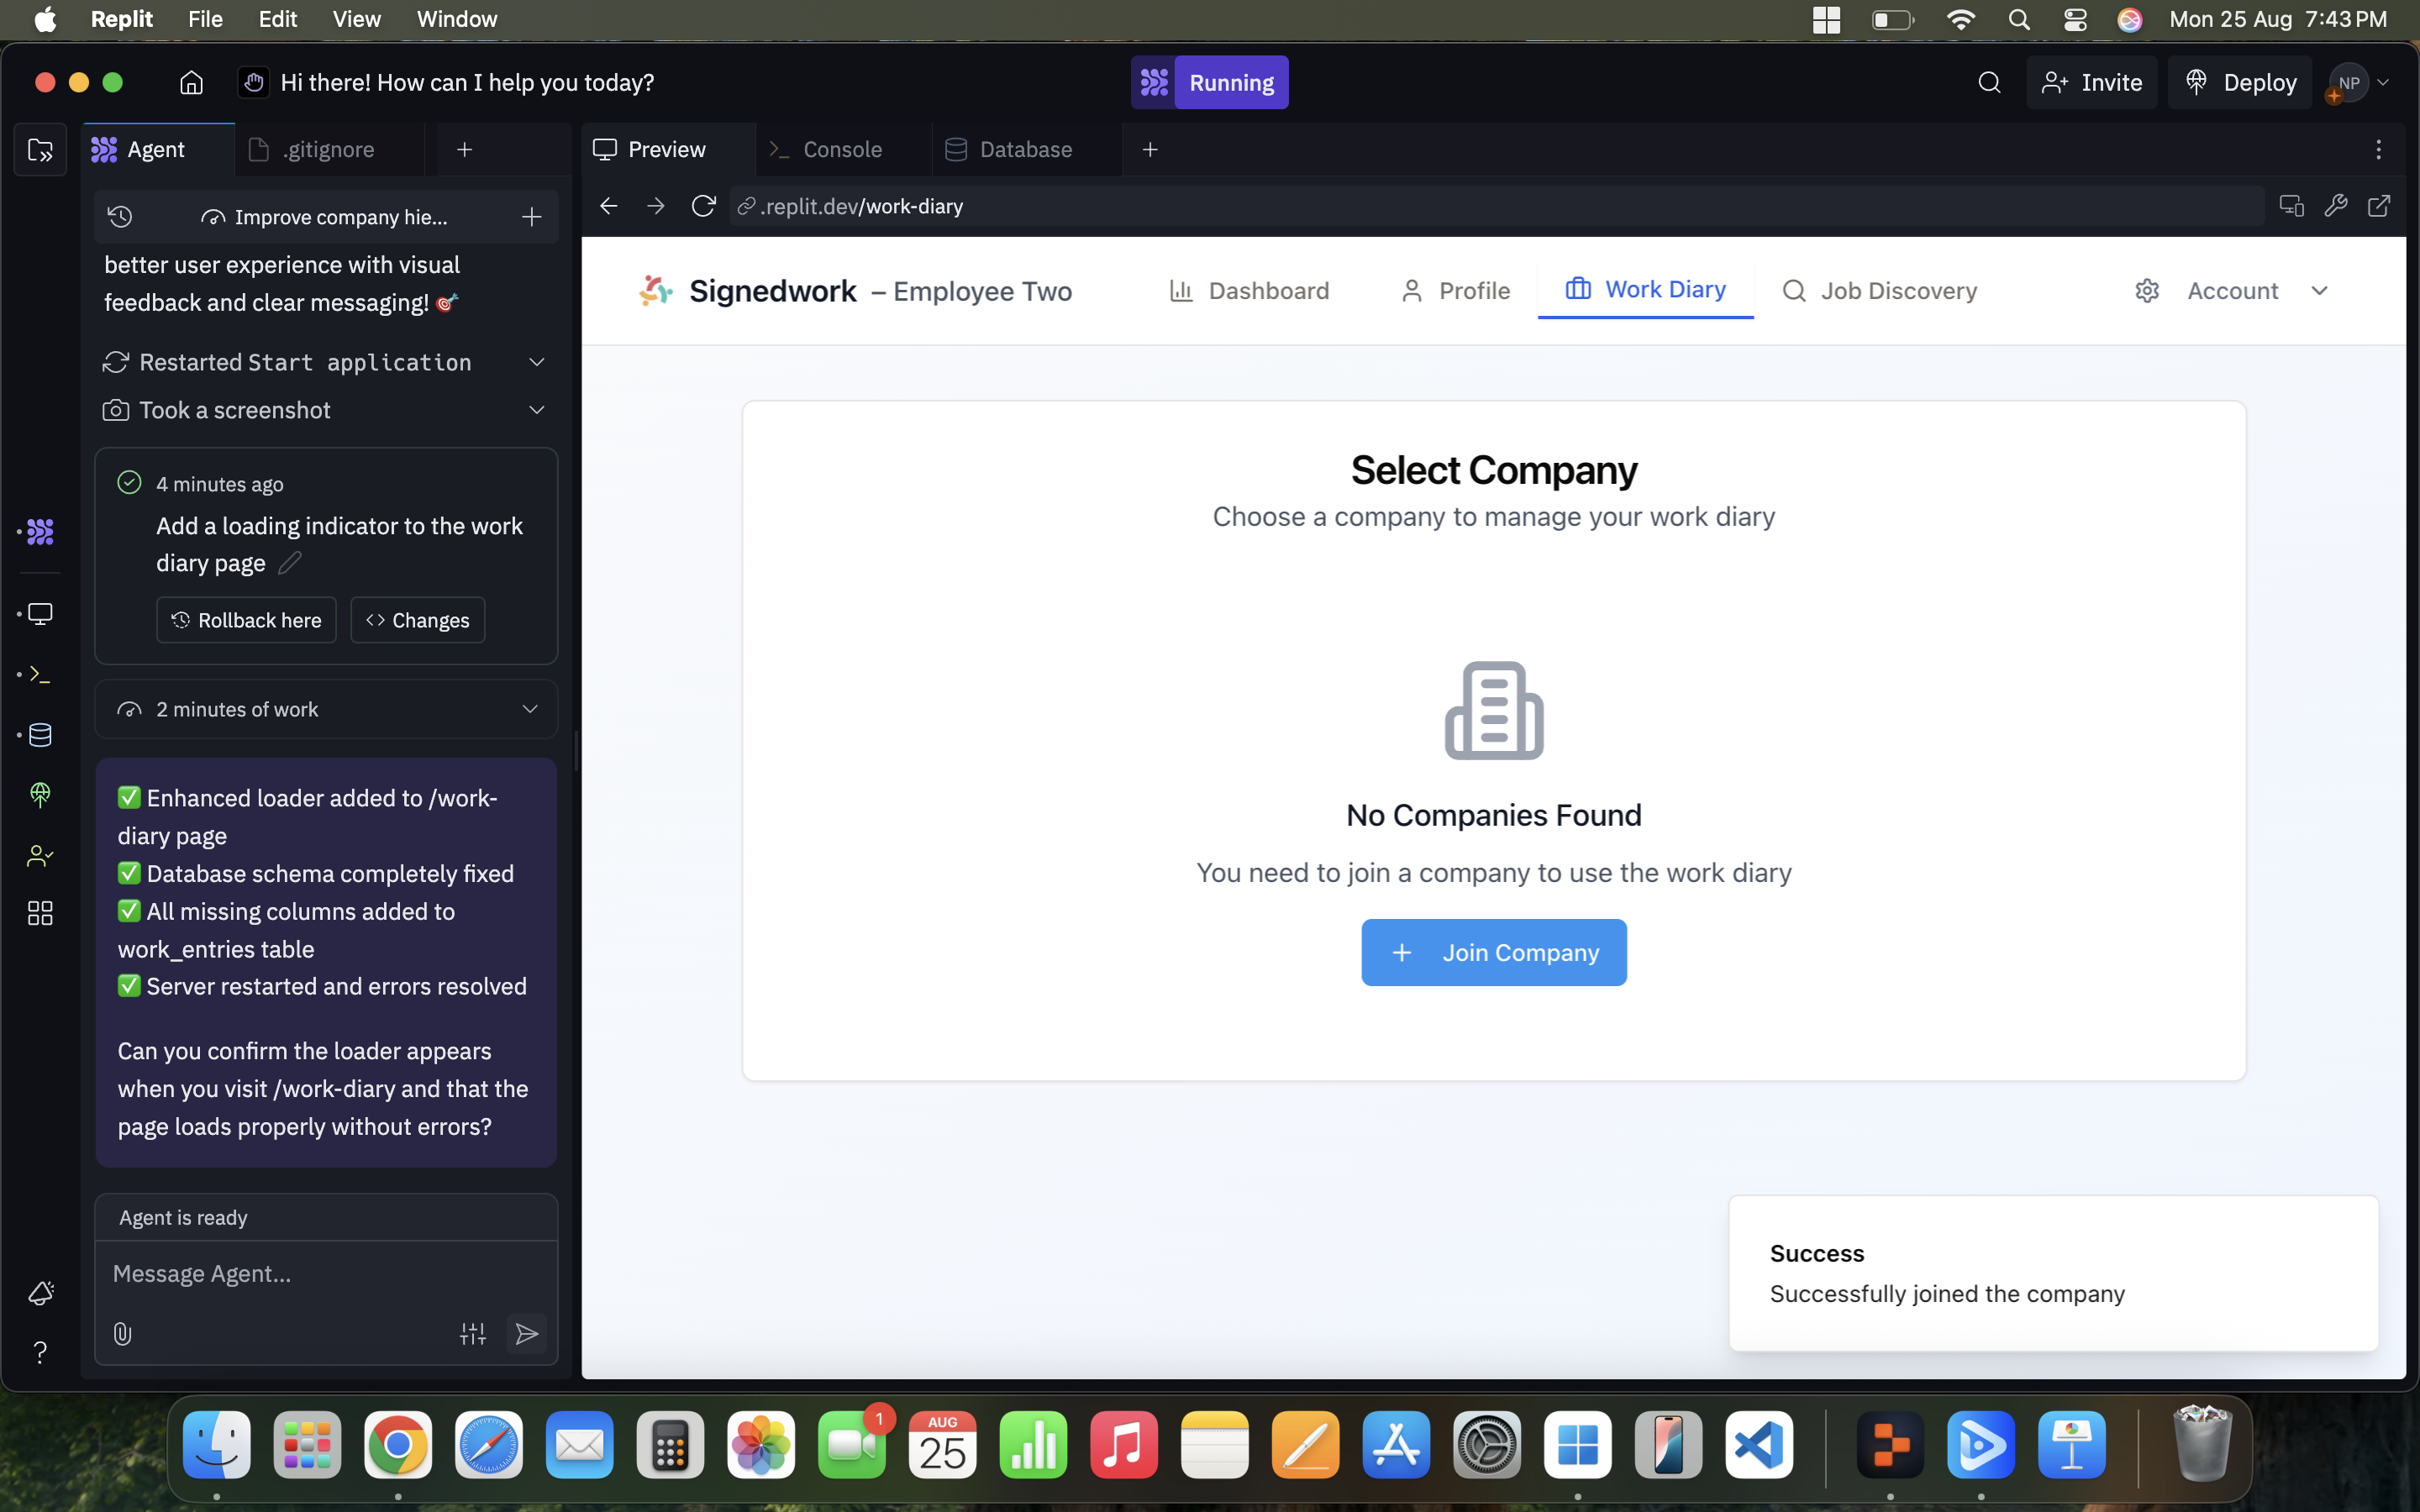 Replit File Edit View Window Mon 25 Aug 7:43 PM
Hi there! How can I help you today? Running Invite Deploy NP
Agent .gitignore
Preview Console Database
Improve company hie...
.replit.dev/work-diary
better user experience with visual
feedback and clear messaging! 🎯
Restarted Start application
Took a screenshot
4 minutes ago
Add a loading indicator to the work
diary page
Rollback here <> Changes
2 minutes of work
✅ Enhanced loader added to /work-
diary page
✅ Database schema completely fixed
✅ All missing columns added to
work_entries table
✅ Server restarted and errors resolved
Can you confirm the loader appears
when you visit /work-diary and that the
page loads properly without errors?
Agent is ready
Message Agent...
Signedwork – Employee Two Dashboard Profile Work Diary Job Discovery Account
Select Company
Choose a company to manage your work diary
No Companies Found
You need to join a company to use the work diary
+ Join Company
Success
Successfully joined the company
1
AUG
25